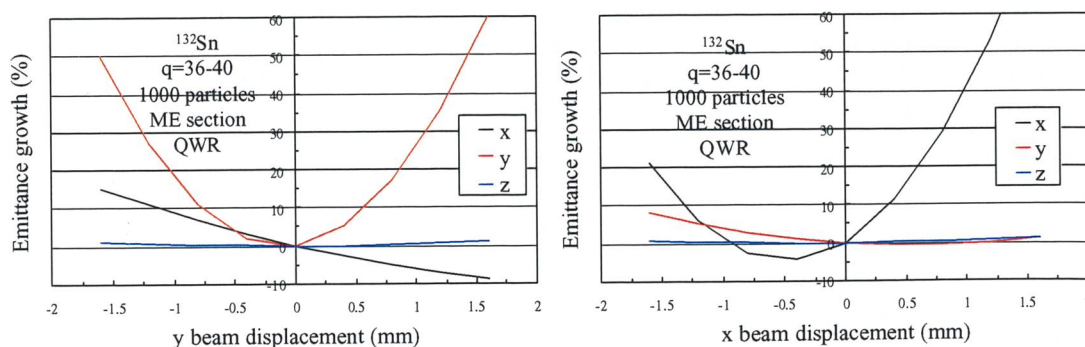 60
50
40
30
20
10
0
-10
Emittance growth (%)
¹³²Sn
q=36-40
1000 particles
ME section
QWR
x
y
z
-2 -1.5 -1 -0.5 0 0.5 1 1.5 2
y beam displacement (mm)
60
50
40
30
20
10
0
-10
Emittance growth (%)
¹³²Sn
q=36-40
1000 particles
ME section
QWR
x
y
z
-2 -1.5 -1 -0.5 0 0.5 1 1.5 2
x beam displacement (mm)